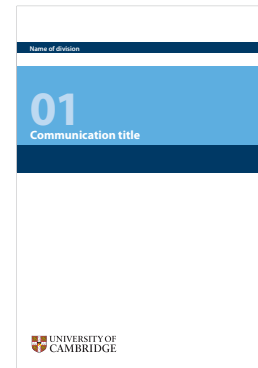 Name of division
01
Communication title
UNIVERSITY OF
CAMBRIDGE